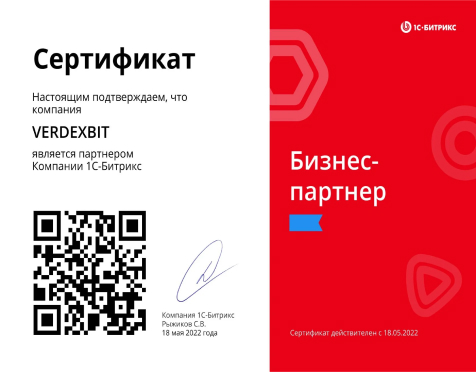 Сертификат
Настоящим подтверждаем, что
компания
VERDEXBIT
является партнером
Компании 1С-Битрикс
Компания 1С-Битрикс
Рыжиков С.В.
18 мая 2022 года
1С-БИТРИКС
Бизнес-
партнер
Сертификат действителен с 18.05.2022